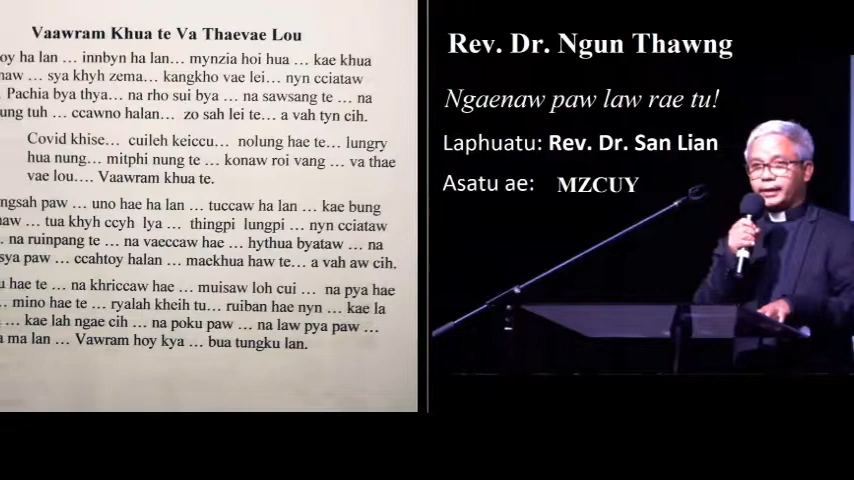 Vaawram Khua te Va Thaevae Lou
oy ha lan … innbyn ha lan… mynzia hoi hua … kae khua
haw … sya khyh zema… kangkho vae lei… nyn cciataw
. Pachia bya thya… na rho sui bya … na sawsang te … na
ung tuh … ccawno halan… zo sah lei te… a vah tyn cih.
Covid khise… cuileh keiccu… nolung hae te… lungry
hua nung… mitphi nung te … konaw roi vang … va thae
vae lou…. Vaawram khua te.
ngsah paw … uno hae ha lan … tuccaw ha lan … kae bung
naw … tua khyh ccyh lya … thingpi lungpi … nyn cciataw
. na ruinpang te … na vaeccaw hae … hythua byataw … na
sya paw … ccahtoy halan … maekhua haw te… a vah aw cih.
u hae te … na khriccaw hae … muisaw loh cui … na pya hae
.. mino hae te … ryalah kheih tu… ruiban hae nyn … kae la
… kae lah ngae cih … na poku paw … na law pya paw …
a ma lan … Vawram hoy kya … bua tungku lan.
Rev. Dr. Ngun Thawng
Ngaenaw paw law rae tu!
Laphuatu: Rev. Dr. San Lian
Asatu ae: MZCUY